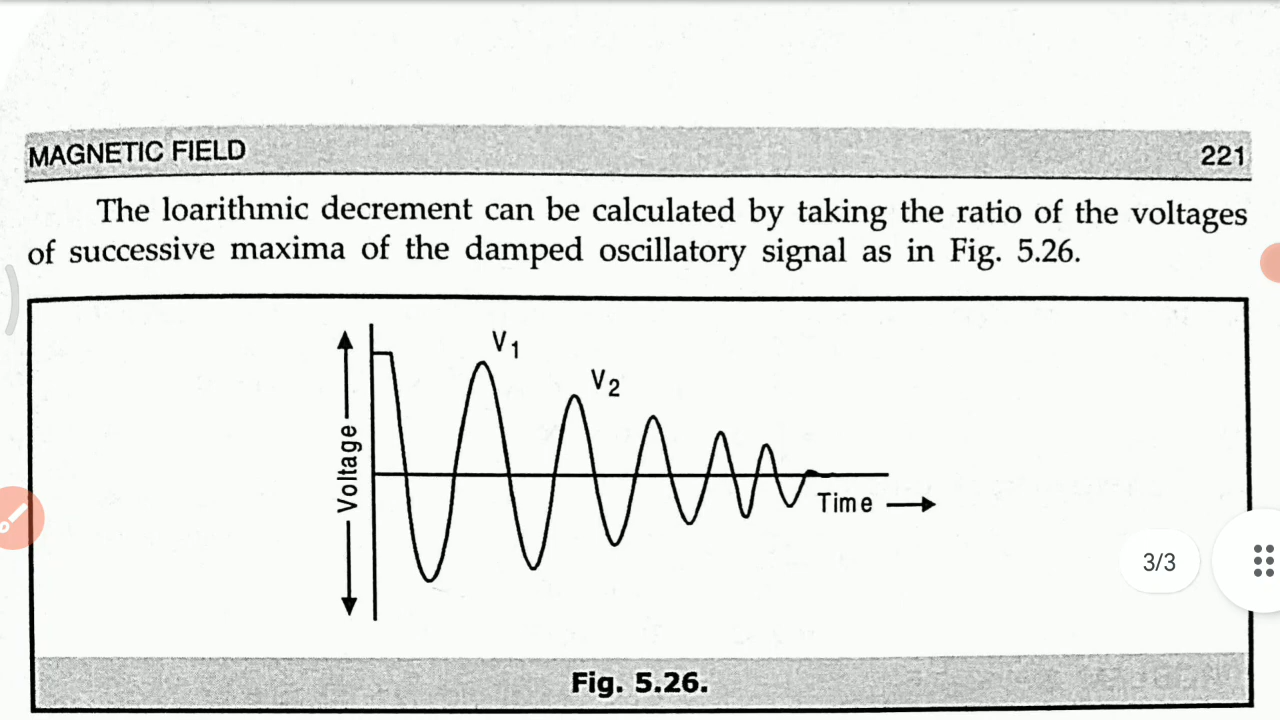 MAGNETIC FIELD 221
The loarithmic decrement can be calculated by taking the ratio of the voltages
of successive maxima of the damped oscillatory signal as in Fig. 5.26.
V1
V2
Voltage
Time
3/3
Fig. 5.26.